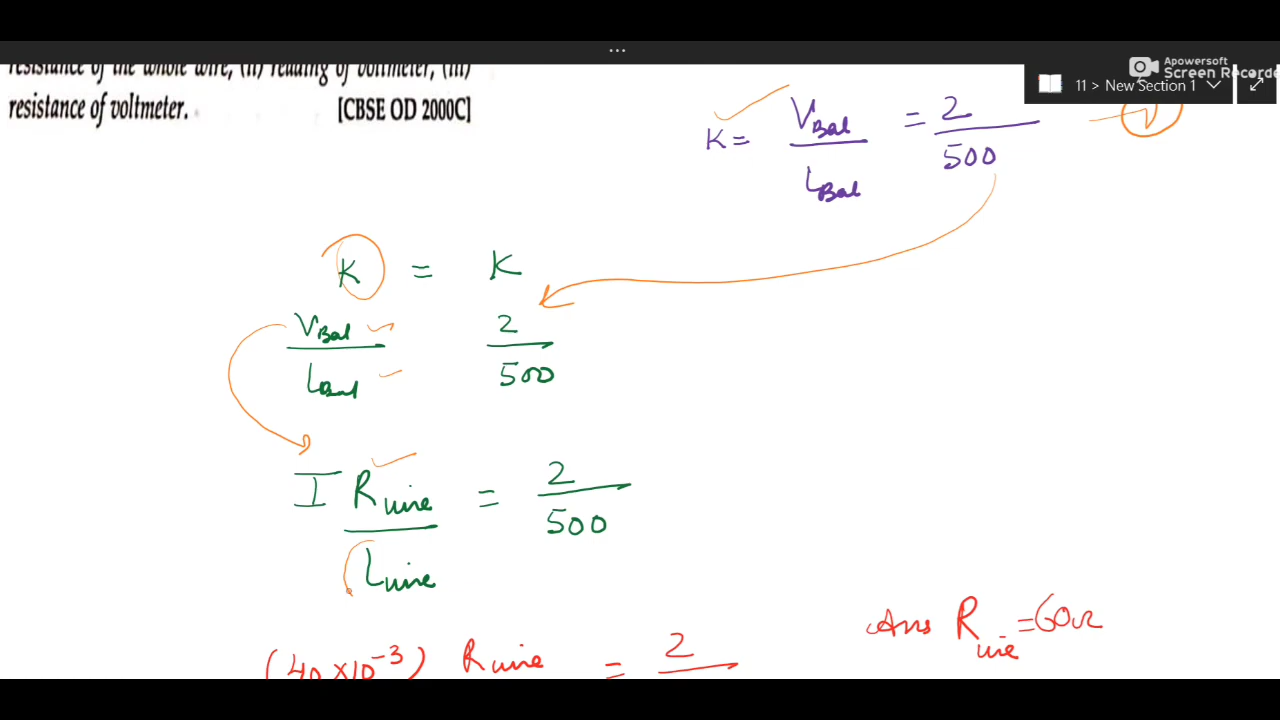 ...
resistance of the whole wire, (ii) reading of voltmeter, (iii)
resistance of voltmeter. [CBSE OD 2000C]
Apowersoft
Screen Recorde
11 > New Section 1
K = V_Bal / L_Bal = 2 / 500
K = K
V_Bal / L_Bal 2 / 500
I R_wire / L_wire = 2 / 500
Ans R_wire = 60Ω
(40 × 10⁻³) R_wire = 2